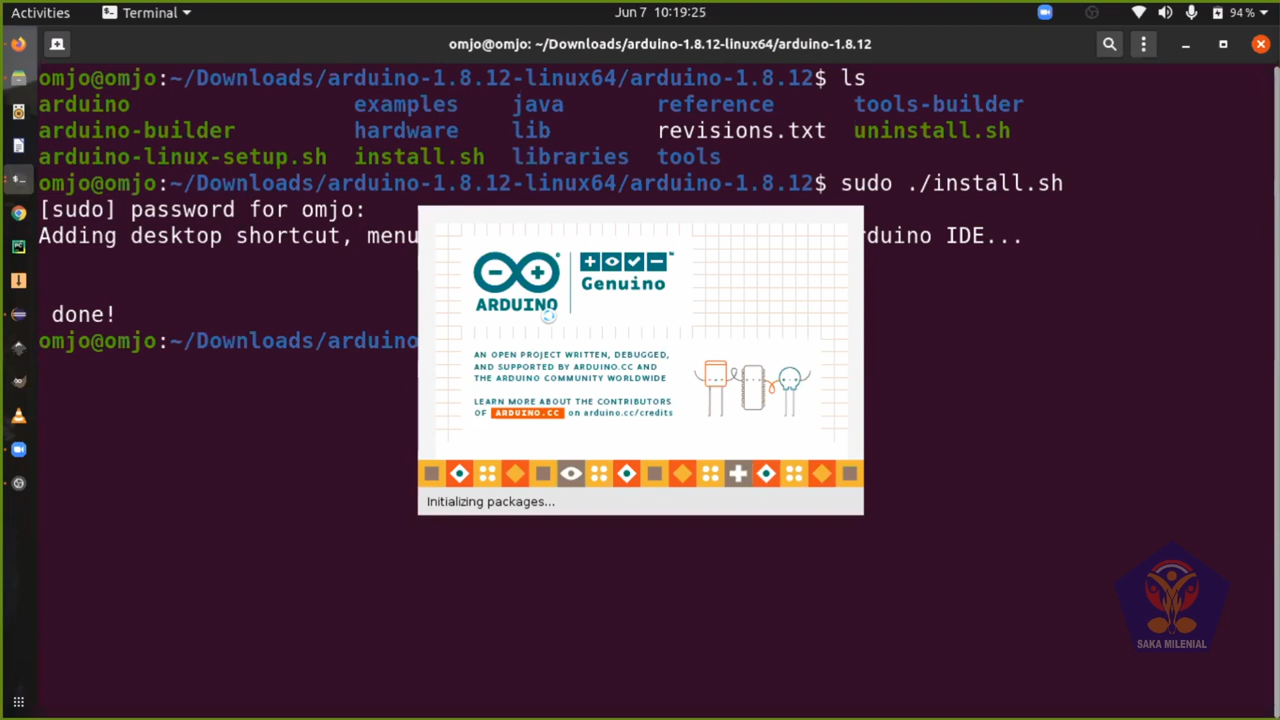 Activities Terminal Jun 7 10:19:25 94 %
omjo@omjo: ~/Downloads/arduino-1.8.12-linux64/arduino-1.8.12
omjo@omjo:~/Downloads/arduino-1.8.12-linux64/arduino-1.8.12$ ls
arduino examples java reference tools-builder
arduino-builder hardware lib revisions.txt uninstall.sh
arduino-linux-setup.sh install.sh libraries tools
omjo@omjo:~/Downloads/arduino-1.8.12-linux64/arduino-1.8.12$ sudo ./install.sh
[sudo] password for omjo:
Adding desktop shortcut, menu rduino IDE...
done!
omjo@omjo:~/Downloads/arduino
ARDUINO
Genuino
™
AN OPEN PROJECT WRITTEN, DEBUGGED,
AND SUPPORTED BY ARDUINO.CC AND
THE ARDUINO COMMUNITY WORLDWIDE
LEARN MORE ABOUT THE CONTRIBUTORS
OF ARDUINO.CC on arduino.cc/credits
Initializing packages...
SAKA MILENIAL